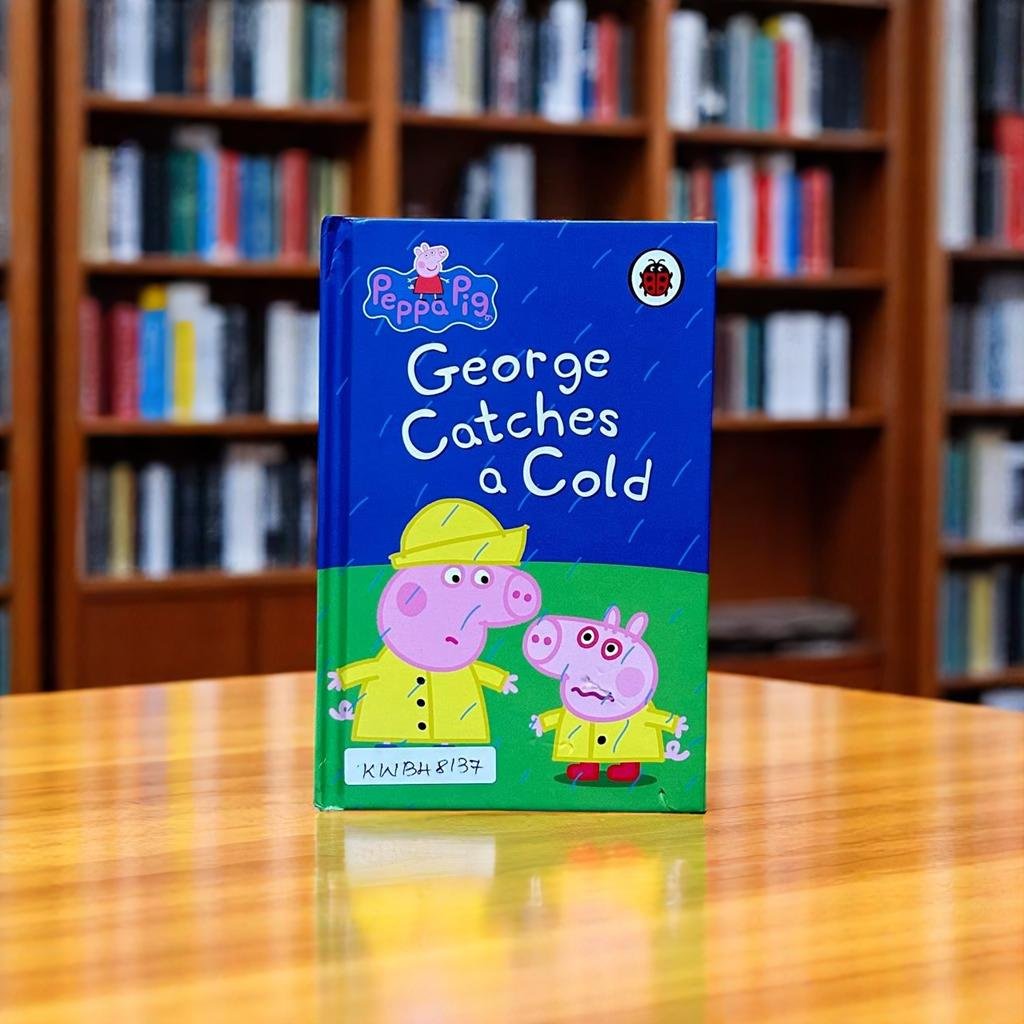 Peppa Pig
George
Catches
a Cold
KWBH8137